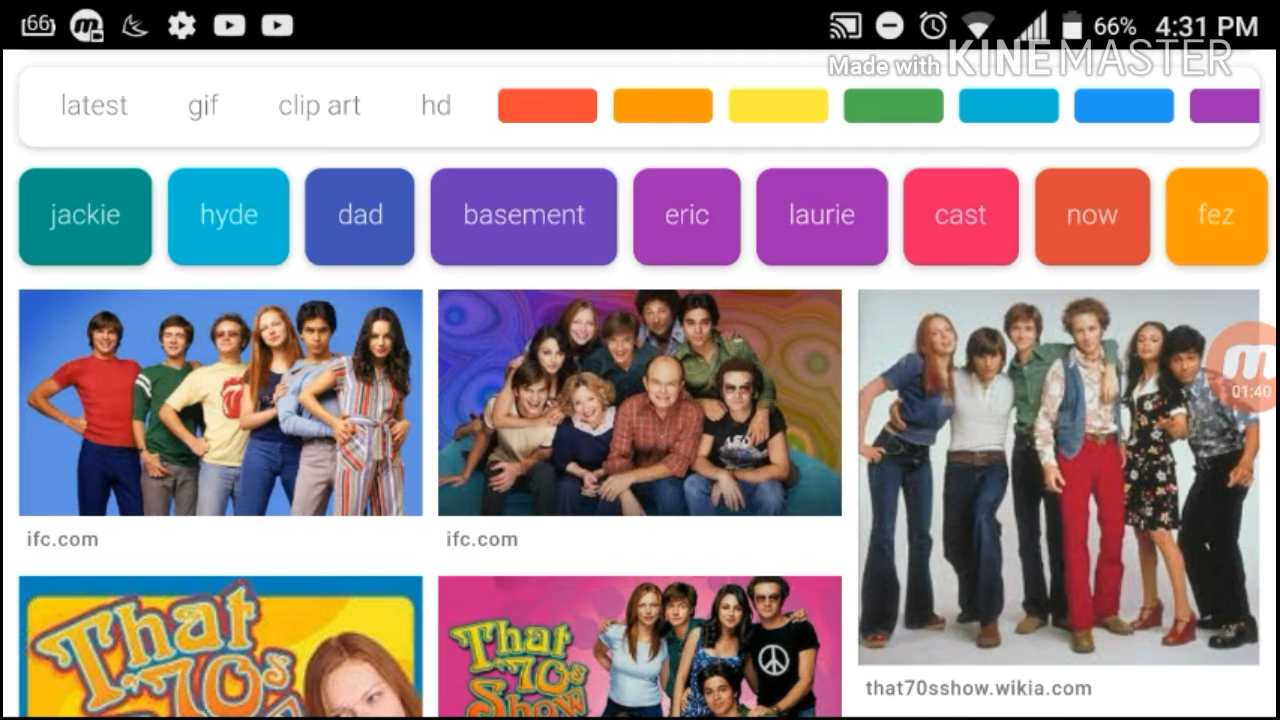 66 66% 4:31 PM
Made with KINEMASTER
latest gif clip art hd
jackie hyde dad basement eric laurie cast now fez
01:40
ifc.com ifc.com
That '70s
That '70s Show
that70sshow.wikia.com